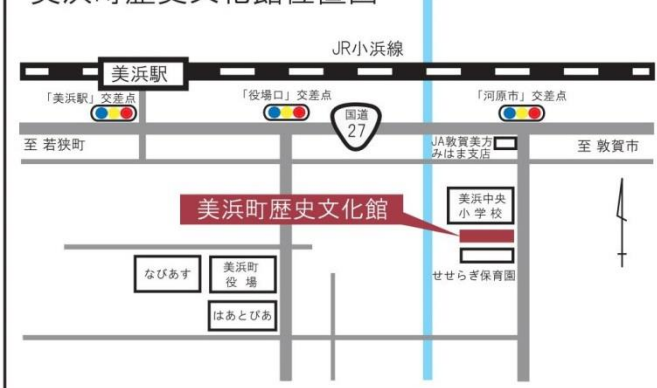 美浜町歴史文化館位置図
JR小浜線
美浜駅
「美浜駅」交差点
「役場口」交差点
「河原市」交差点
国道
27
至 若狭町
JA敦賀美方
みはま支店
至 敦賀市
美浜中央
小学校
美浜町歴史文化館
せせらぎ保育園
なびあす
美浜町
役場
はあとぴあ